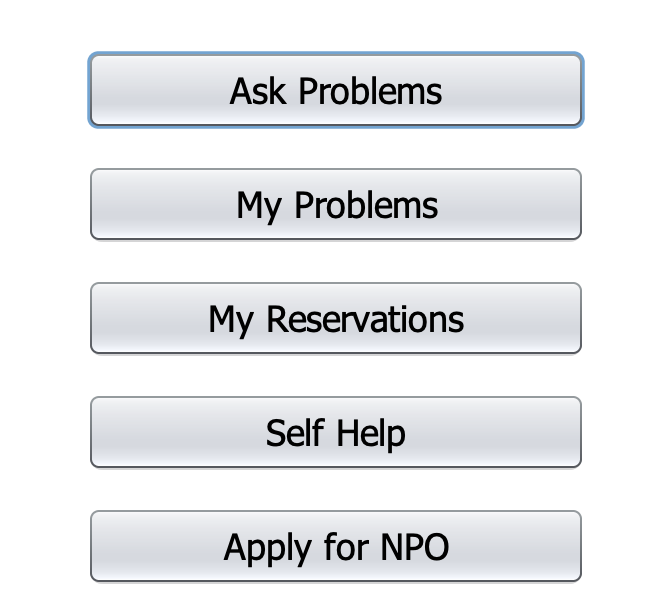 Ask Problems
My Problems
My Reservations
Self Help
Apply for NPO